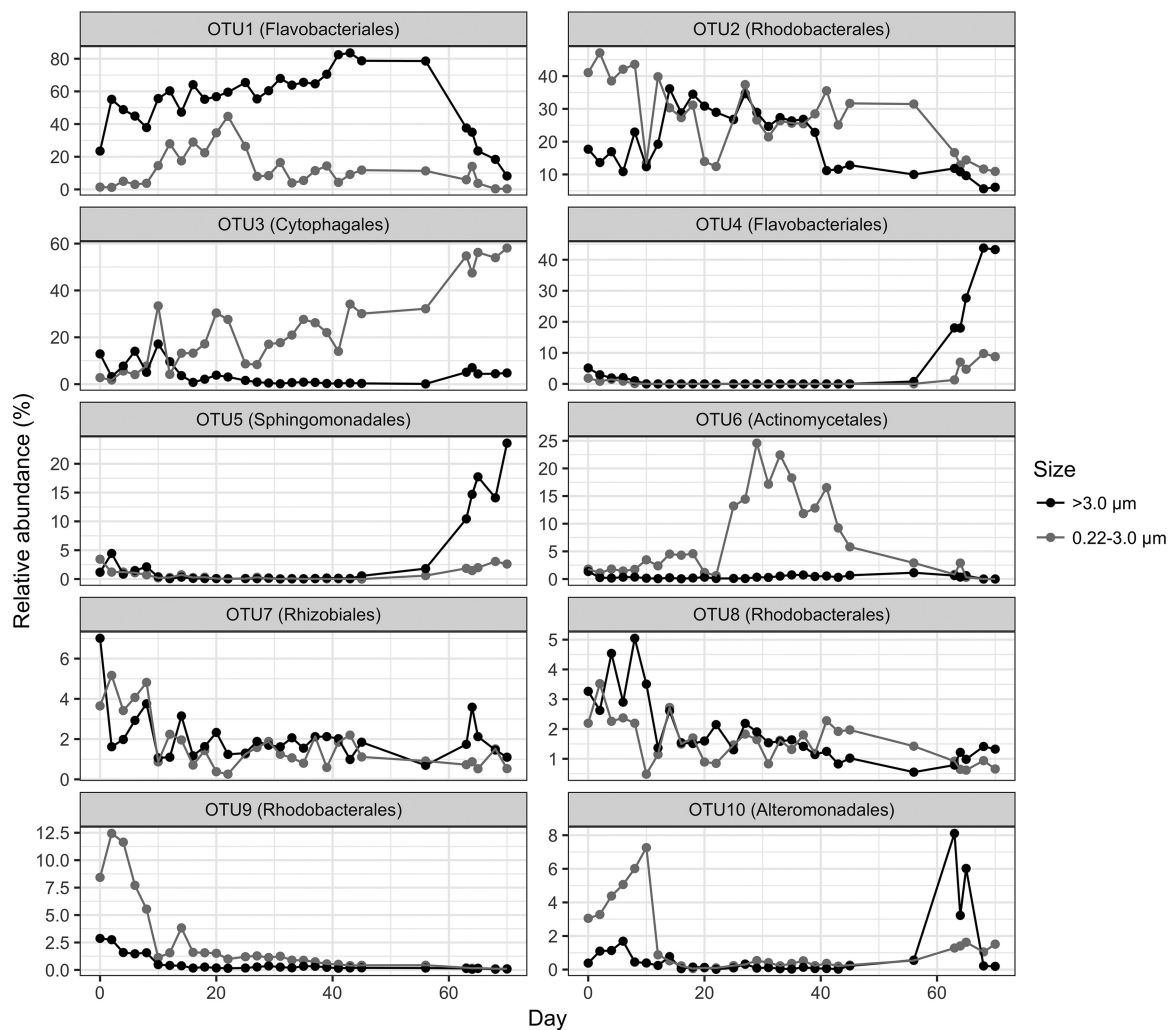 OTU1 (Flavobacteriales)
OTU2 (Rhodobacterales)
80
60
40
20
0
40
30
20
10
OTU3 (Cytophagales)
OTU4 (Flavobacteriales)
60
40
20
0
40
30
20
10
0
OTU5 (Sphingomonadales)
OTU6 (Actinomycetales)
20
15
10
5
0
25
20
15
10
5
0
OTU7 (Rhizobiales)
OTU8 (Rhodobacterales)
6
4
2
0
5
4
3
2
1
OTU9 (Rhodobacterales)
OTU10 (Alteromonadales)
12.5
10.0
7.5
5.0
2.5
0.0
8
6
4
2
0
0 20 40 60
0 20 40 60
Day
Relative abundance (%)
Size
>3.0 µm
0.22-3.0 µm